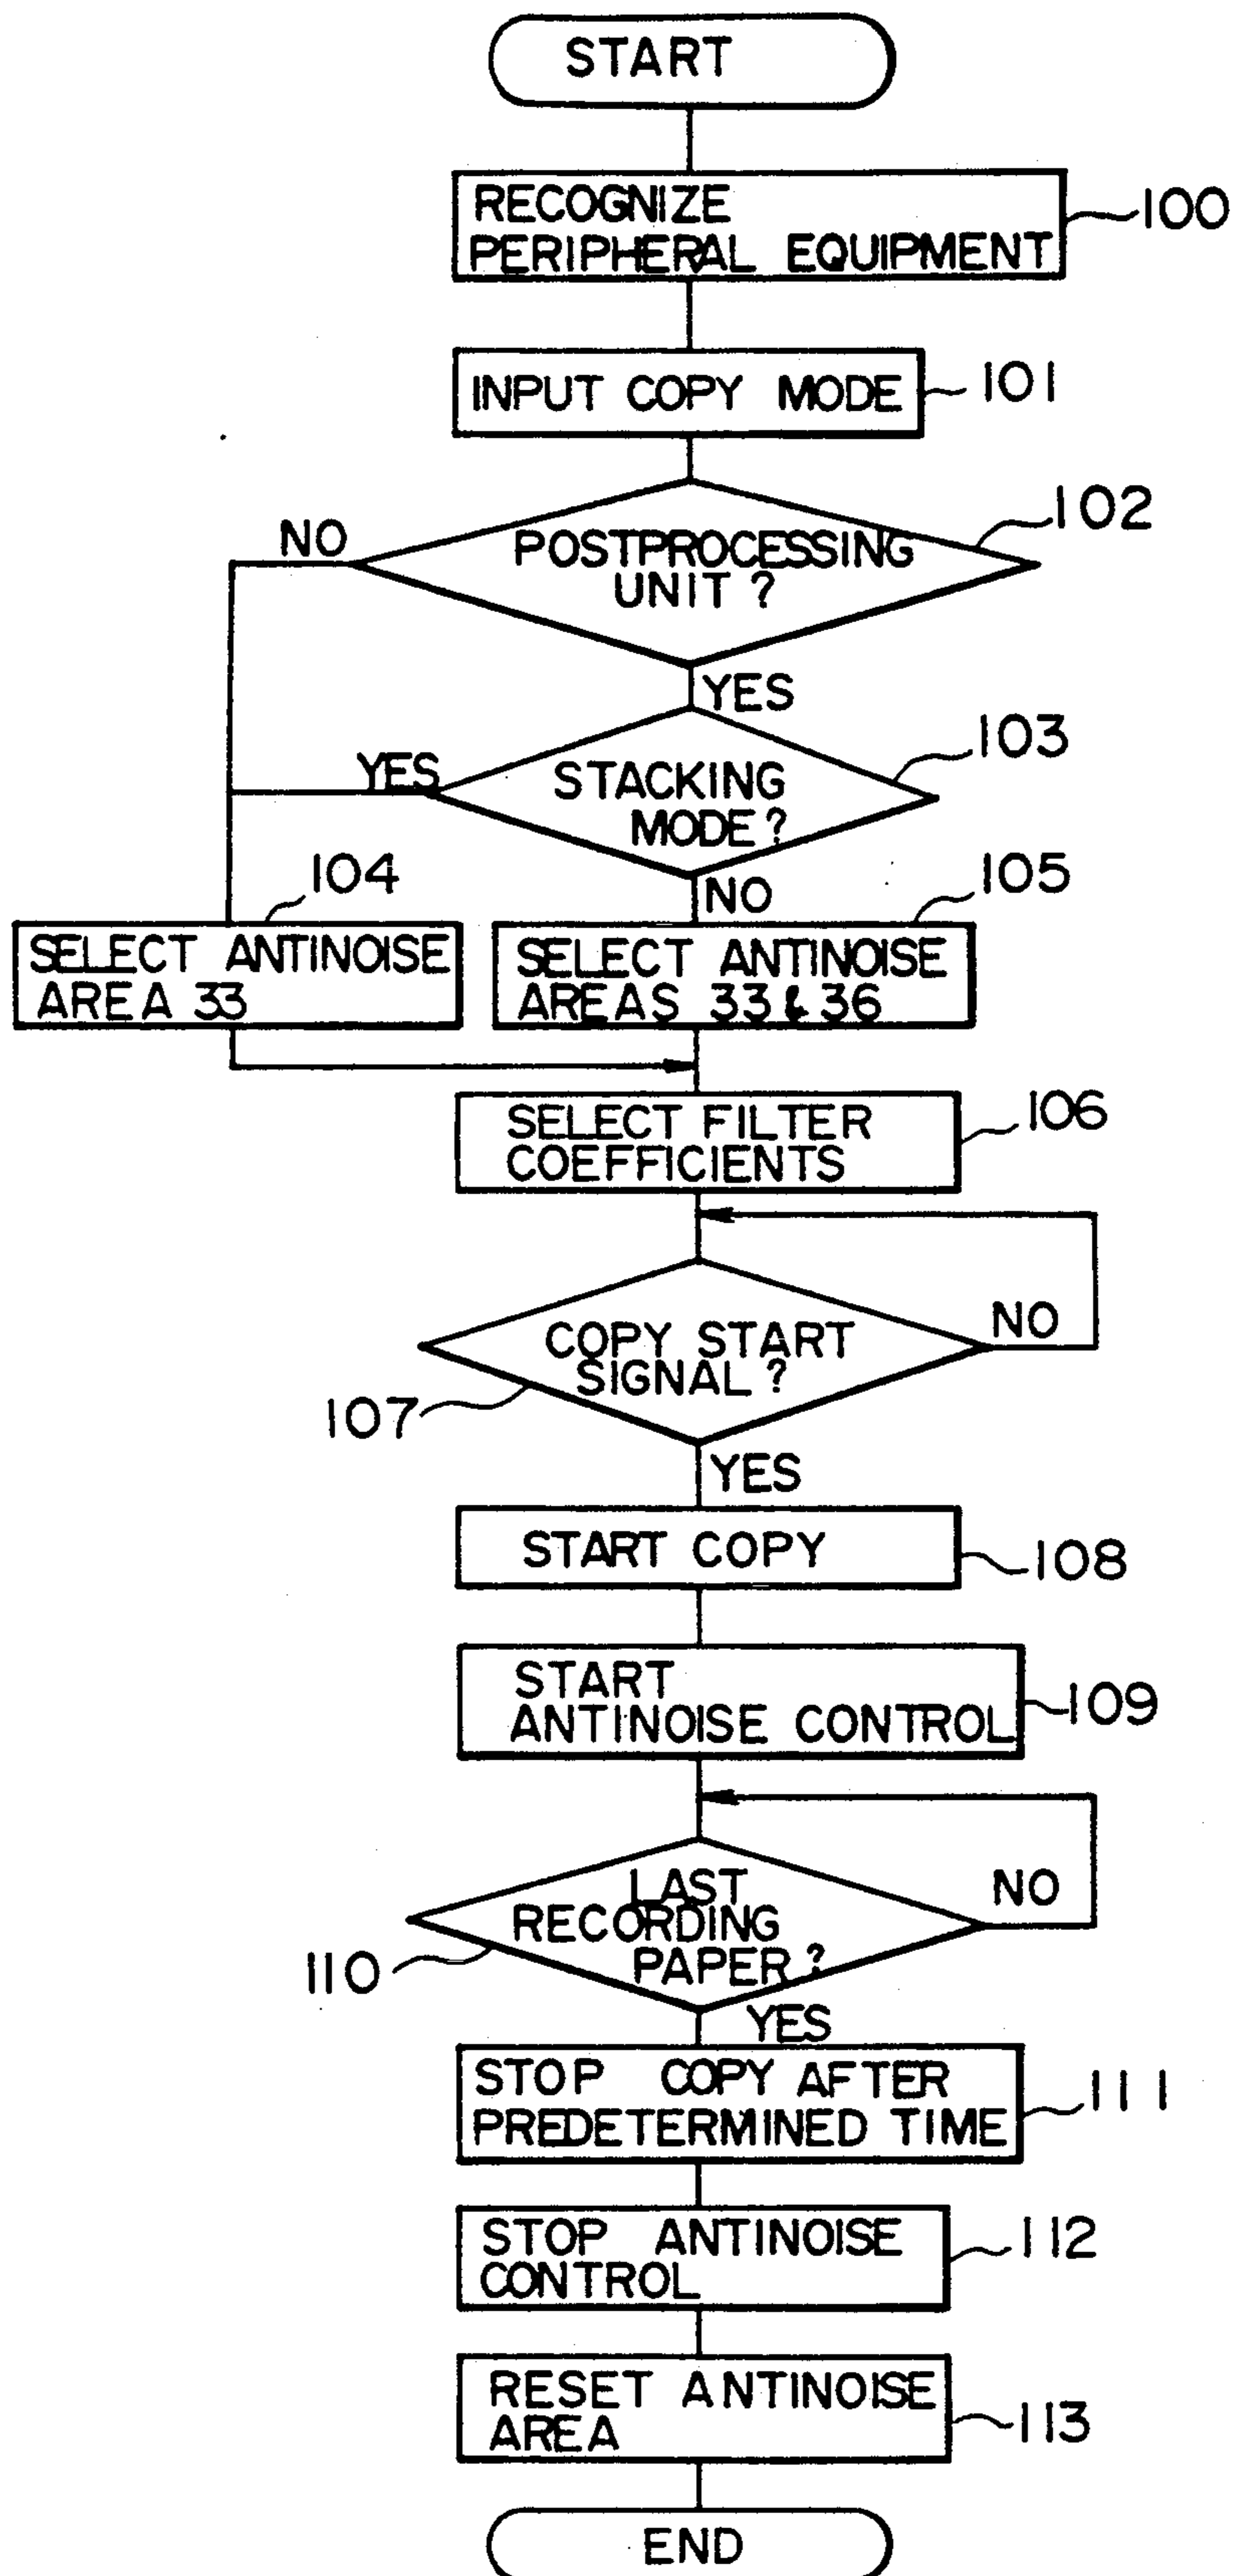 START
RECOGNIZE
PERIPHERAL EQUIPMENT
100
INPUT COPY MODE
101
102
NO
POSTPROCESSING
UNIT ?
YES
103
YES
STACKING
MODE ?
104
NO
105
SELECT ANTINOISE
AREA 33
SELECT ANTINOISE
AREAS 33 & 36
SELECT FILTER
COEFFICIENTS
106
NO
COPY START
SIGNAL ?
107
YES
START COPY
108
START
ANTINOISE CONTROL
109
LAST
RECORDING
PAPER ?
NO
110
YES
STOP COPY AFTER
PREDETERMINED TIME
111
STOP ANTINOISE
CONTROL
112
RESET ANTINOISE
AREA
113
END